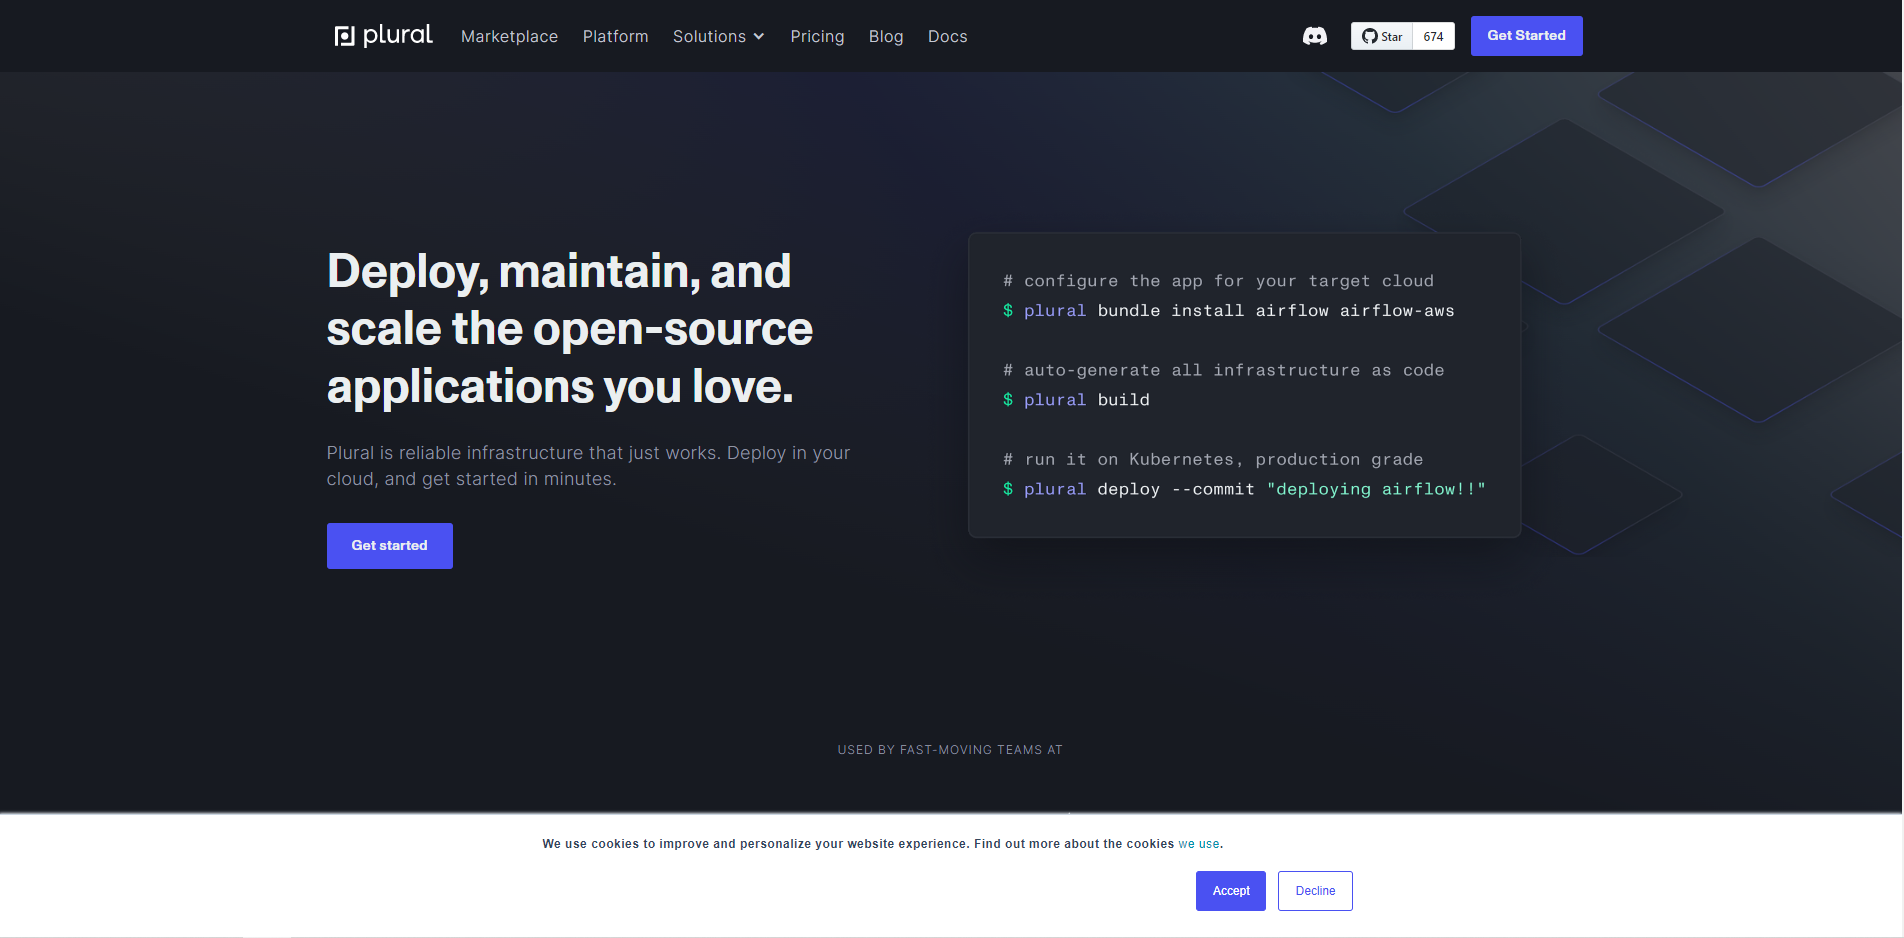 plural
Marketplace
Platform
Solutions
Pricing
Blog
Docs
Star
674
Get Started
Deploy, maintain, and
scale the open-source
applications you love.
Plural is reliable infrastructure that just works. Deploy in your
cloud, and get started in minutes.
Get started
# configure the app for your target cloud
$ plural bundle install airflow airflow-aws
# auto-generate all infrastructure as code
$ plural build
# run it on Kubernetes, production grade
$ plural deploy --commit "deploying airflow!!"
USED BY FAST-MOVING TEAMS AT
We use cookies to improve and personalize your website experience. Find out more about the cookies we use.
Accept
Decline